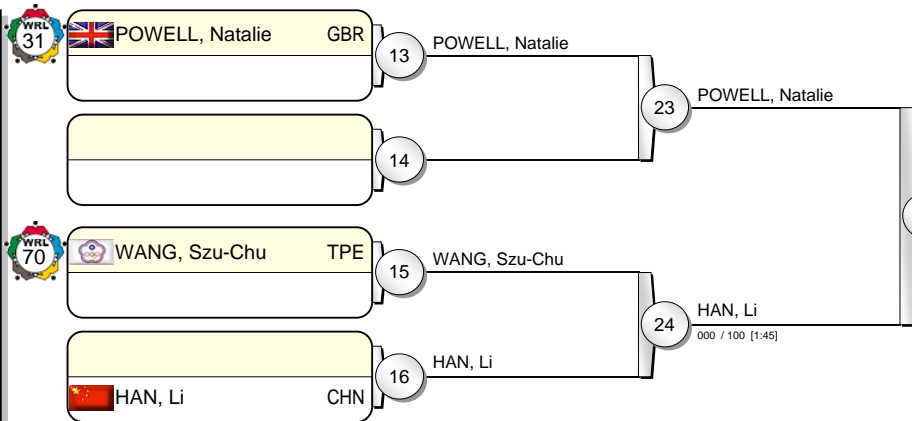 WRL
31
POWELL, Natalie GBR
13
POWELL, Natalie
23
POWELL, Natalie
14
WRL
70
WANG, Szu-Chu TPE
15
WANG, Szu-Chu
24
HAN, Li
000 / 100 [1:45]
16
HAN, Li
HAN, Li CHN